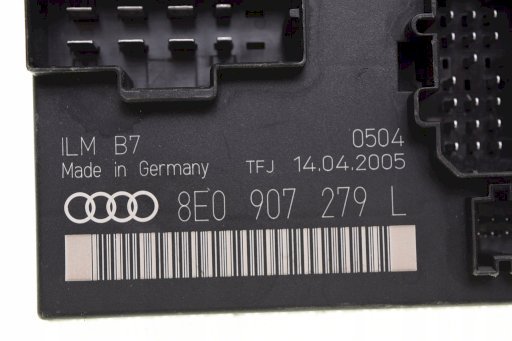 ILM B7 0504
Made in Germany TFJ 14.04.2005
8E0 907 279 L